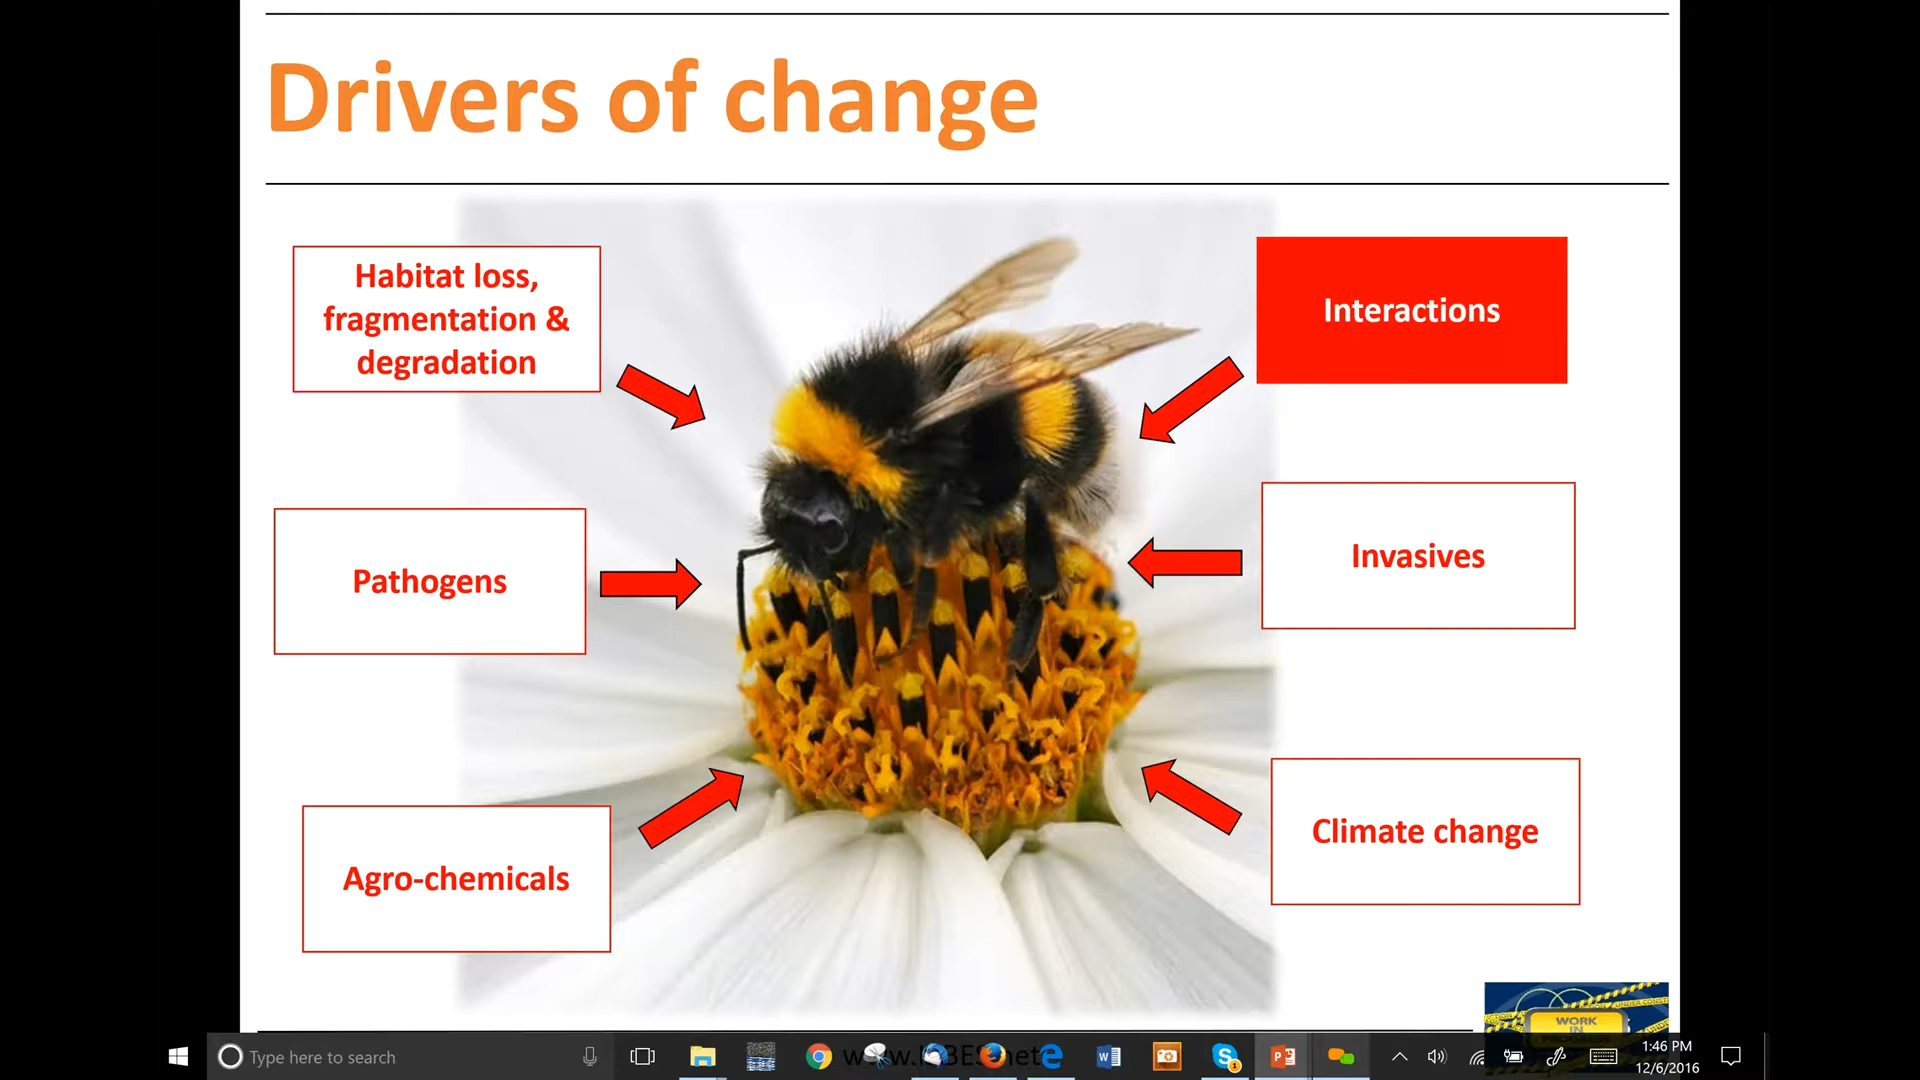 Drivers of change
Habitat loss,
fragmentation &
degradation
Interactions
Pathogens
Invasives
Climate change
Agro-chemicals
WORK
IN
Type here to search
1:46 PM
12/6/2016